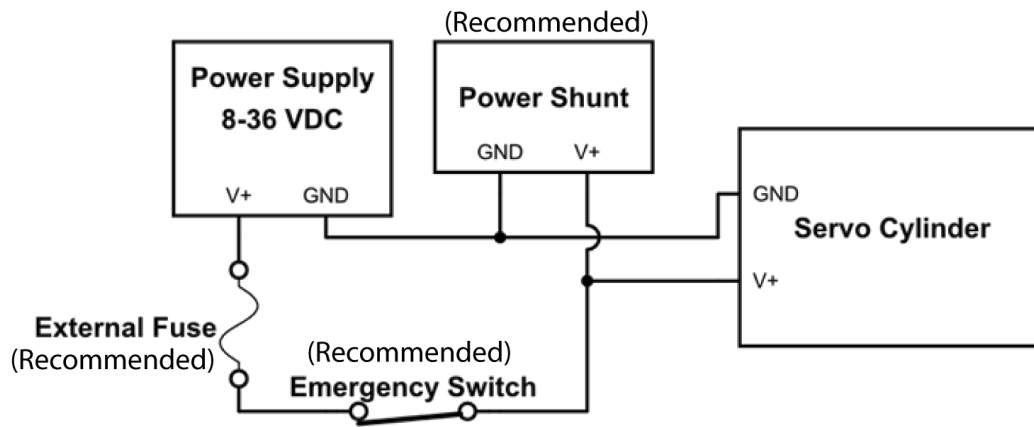 (Recommended)
Power Supply
8-36 VDC
V+
GND
Power Shunt
GND
V+
GND
Servo Cylinder
V+
External Fuse
(Recommended)
(Recommended)
Emergency Switch